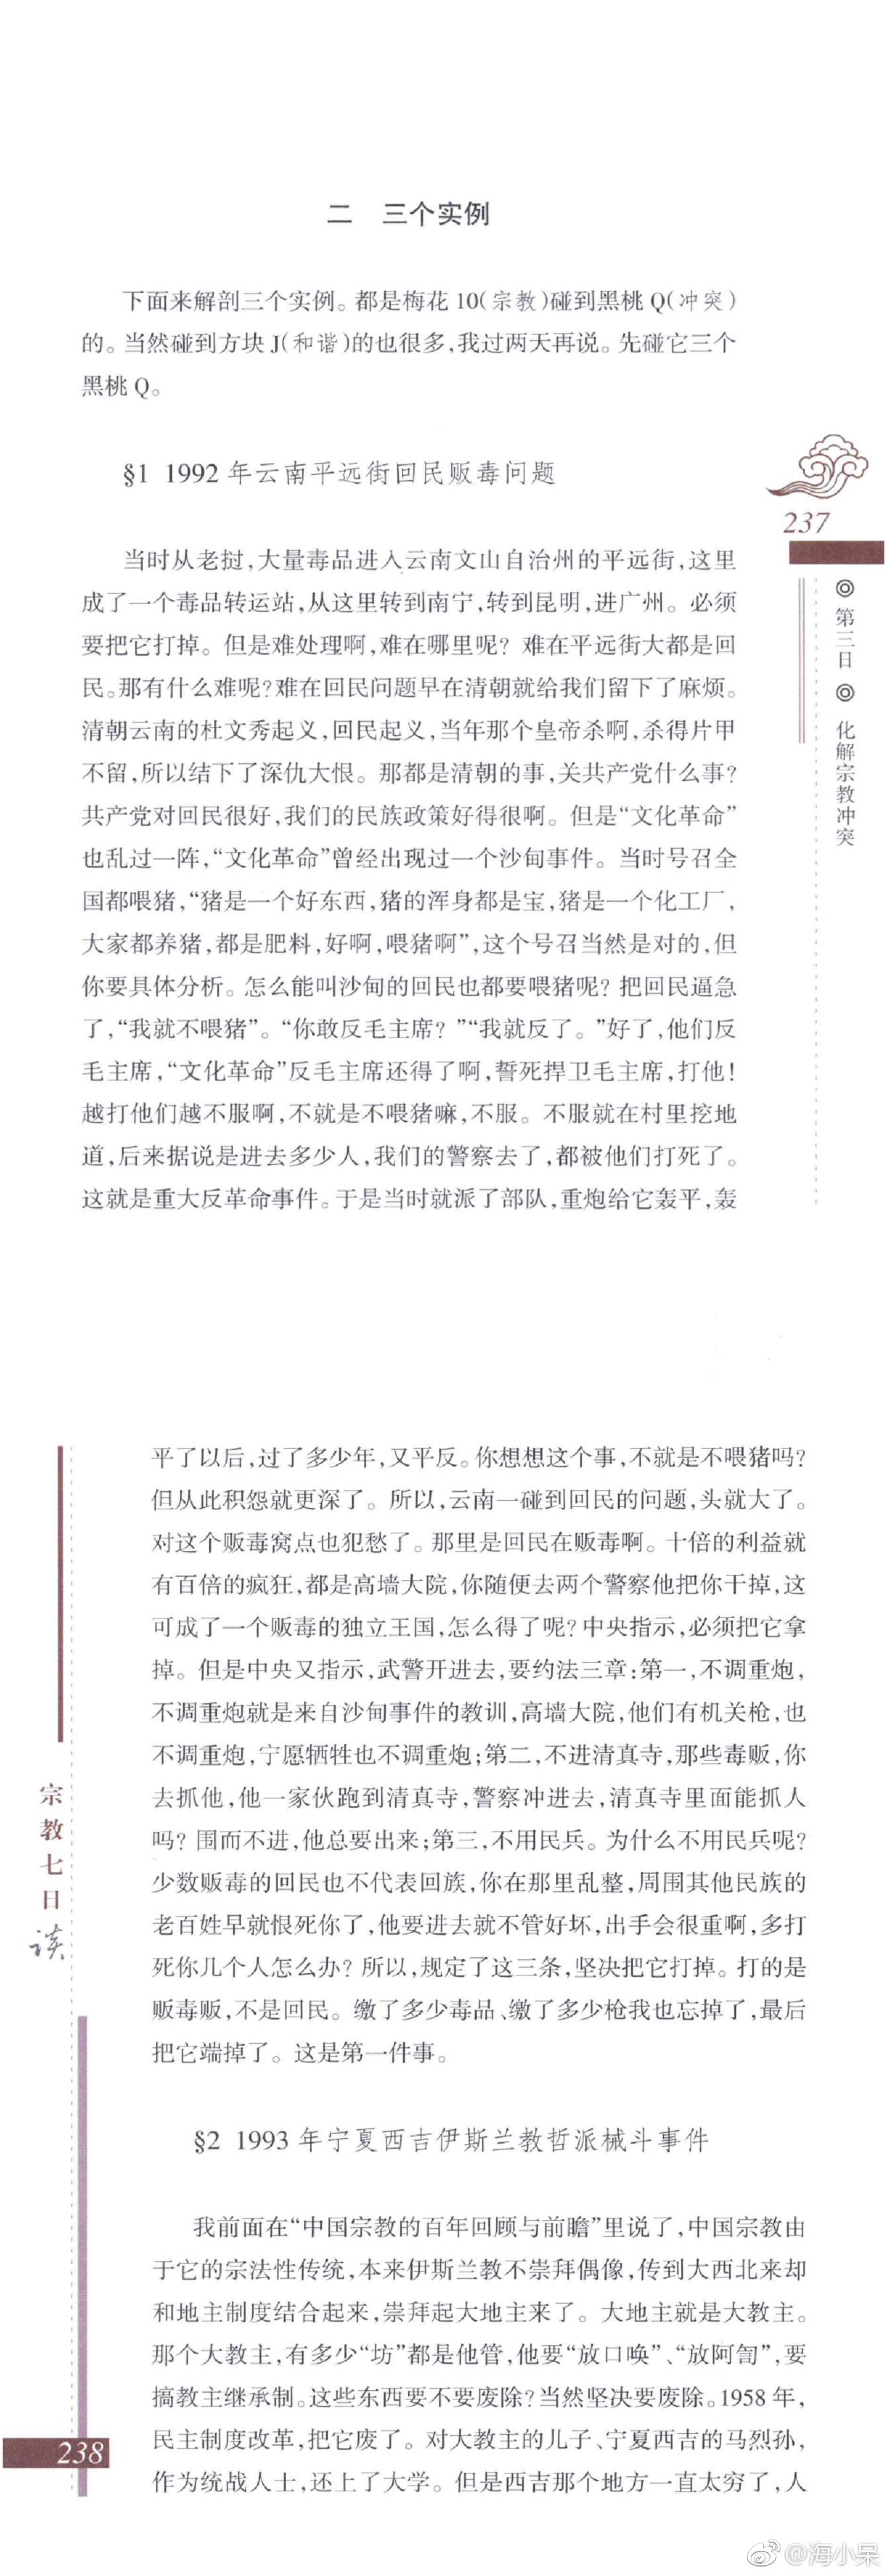 二 三个实例
下面来解剖三个实例。都是梅花10(宗教)碰到黑桃Q(冲突)
的。当然碰到方块J(和谐)的也很多,我过两天再说。先碰它三个
黑桃Q。
§1 1992年云南平远街回民贩毒问题
当时从老挝,大量毒品进入云南文山自治州的平远街,这里
成了一个毒品转运站,从这里转到南宁,转到昆明,进广州。必须
要把它打掉。但是难处理啊,难在哪里呢?难在平远街大都是回
民。那有什么难呢?难在回民问题早在清朝就给我们留下了麻烦。
清朝云南的杜文秀起义,回民起义,当年那个皇帝杀啊,杀得片甲
不留,所以结下了深仇大恨。那都是清朝的事,关共产党什么事?
共产党对回民很好,我们的民族政策好得很啊。但是“文化革命”
也乱过一阵,“文化革命”曾经出现过一个沙甸事件。当时号召全
国都喂猪,“猪是一个好东西,猪的浑身都是宝,猪是一个化工厂,
大家都养猪,都是肥料,好啊,喂猪啊”,这个号召当然是对的,但
你要具体分析。怎么能叫沙甸的回民也都要喂猪呢?把回民逼急
了,“我就不喂猪”。“你敢反毛主席?”“我就反了。”好了,他们反
毛主席,“文化革命”反毛主席还得了啊,誓死捍卫毛主席,打他!
越打他们越不服啊,不就是不喂猪嘛,不服。不服就在村里挖地
道,后来据说是进去多少人,我们的警察去了,都被他们打死了。
这就是重大反革命事件。于是当时就派了部队,重炮给它轰平,轰
237
◎ 第三日 ◎ 化解宗教冲突
平了以后,过了多少年,又平反。你想想这个事,不就是不喂猪吗?
但从此积怨就更深了。所以,云南一碰到回民的问题,头就大了。
对这个贩毒窝点也犯愁了。那里是回民在贩毒啊。十倍的利益就
有百倍的疯狂,都是高墙大院,你随便去两个警察他把你干掉,这
可成了一个贩毒的独立王国,怎么得了呢?中央指示,必须把它拿
掉。但是中央又指示,武警开进去,要约法三章:第一,不调重炮,
不调重炮就是来自沙甸事件的教训,高墙大院,他们有机关枪,也
不调重炮,宁愿牺牲也不调重炮;第二,不进清真寺,那些毒贩,你
去抓他,他一家伙跑到清真寺,警察冲进去,清真寺里面能抓人
吗?围而不进,他总要出来;第三,不用民兵。为什么不用民兵呢?
少数贩毒的回民也不代表回族,你在那里乱整,周围其他民族的
老百姓早就恨死你了,他要进去就不管好坏,出手会很重啊,多打
死你几个人怎么办?所以,规定了这三条,坚决把它打掉。打的是
贩毒贩,不是回民。缴了多少毒品、缴了多少枪我也忘掉了,最后
把它端掉了。这是第一件事。
§2 1993年宁夏西吉伊斯兰教哲派械斗事件
我前面在“中国宗教的百年回顾与前瞻”里说了,中国宗教由
于它的宗法性传统,本来伊斯兰教不崇拜偶像,传到大西北来却
和地主制度结合起来,崇拜起大地主来了。大地主就是大教主。
那个大教主,有多少“坊”都是他管,他要“放口唤”、“放阿訇”,要
搞教主继承制。这些东西要不要废除?当然坚决要废除。1958年,
民主制度改革,把它废了。对大教主的儿子、宁夏西吉的马烈孙,
作为统战人士,还上了大学。但是西吉那个地方一直太穷了,人
宗教七日谈
238
@海小呆